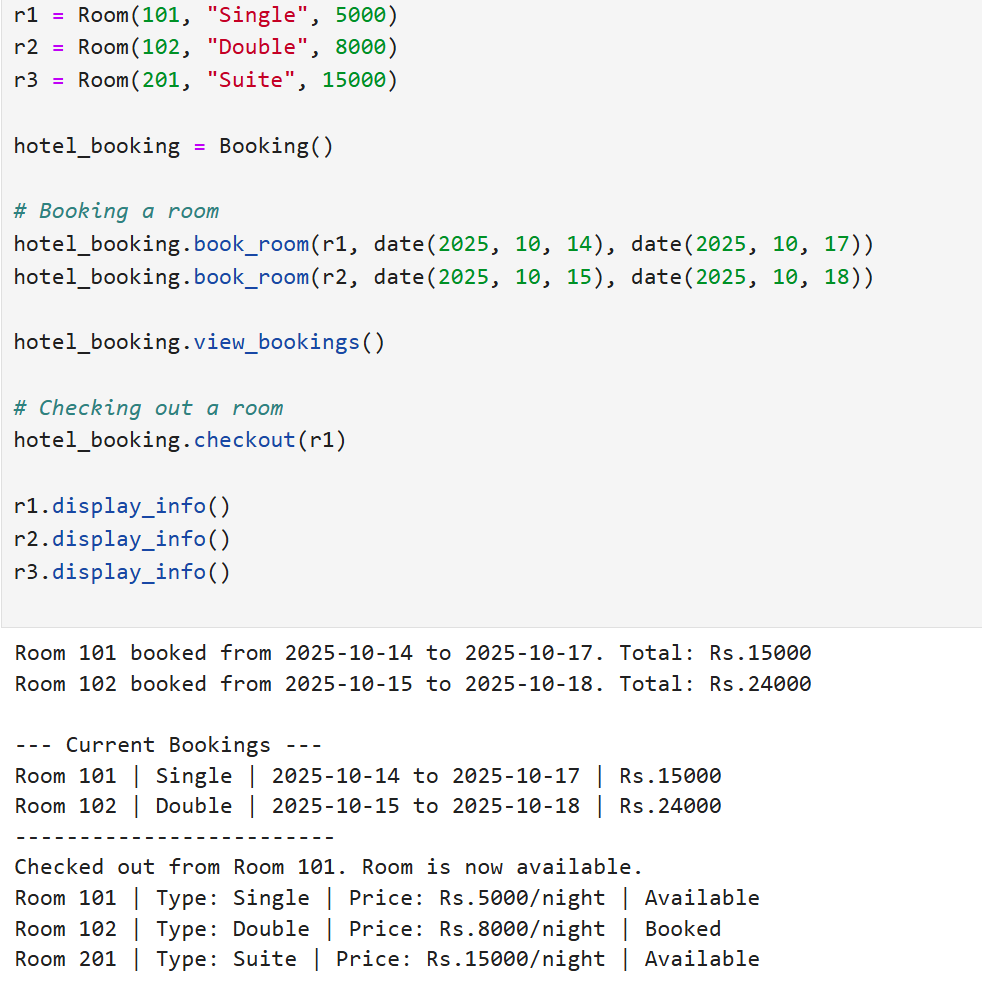 r1 = Room(101, "Single", 5000)
r2 = Room(102, "Double", 8000)
r3 = Room(201, "Suite", 15000)
hotel_booking = Booking()
# Booking a room
hotel_booking.book_room(r1, date(2025, 10, 14), date(2025, 10, 17))
hotel_booking.book_room(r2, date(2025, 10, 15), date(2025, 10, 18))
hotel_booking.view_bookings()
# Checking out a room
hotel_booking.checkout(r1)
r1.display_info()
r2.display_info()
r3.display_info()
Room 101 booked from 2025-10-14 to 2025-10-17. Total: Rs.15000
Room 102 booked from 2025-10-15 to 2025-10-18. Total: Rs.24000
--- Current Bookings ---
Room 101 | Single | 2025-10-14 to 2025-10-17 | Rs.15000
Room 102 | Double | 2025-10-15 to 2025-10-18 | Rs.24000
-------------------------
Checked out from Room 101. Room is now available.
Room 101 | Type: Single | Price: Rs.5000/night | Available
Room 102 | Type: Double | Price: Rs.8000/night | Booked
Room 201 | Type: Suite | Price: Rs.15000/night | Available